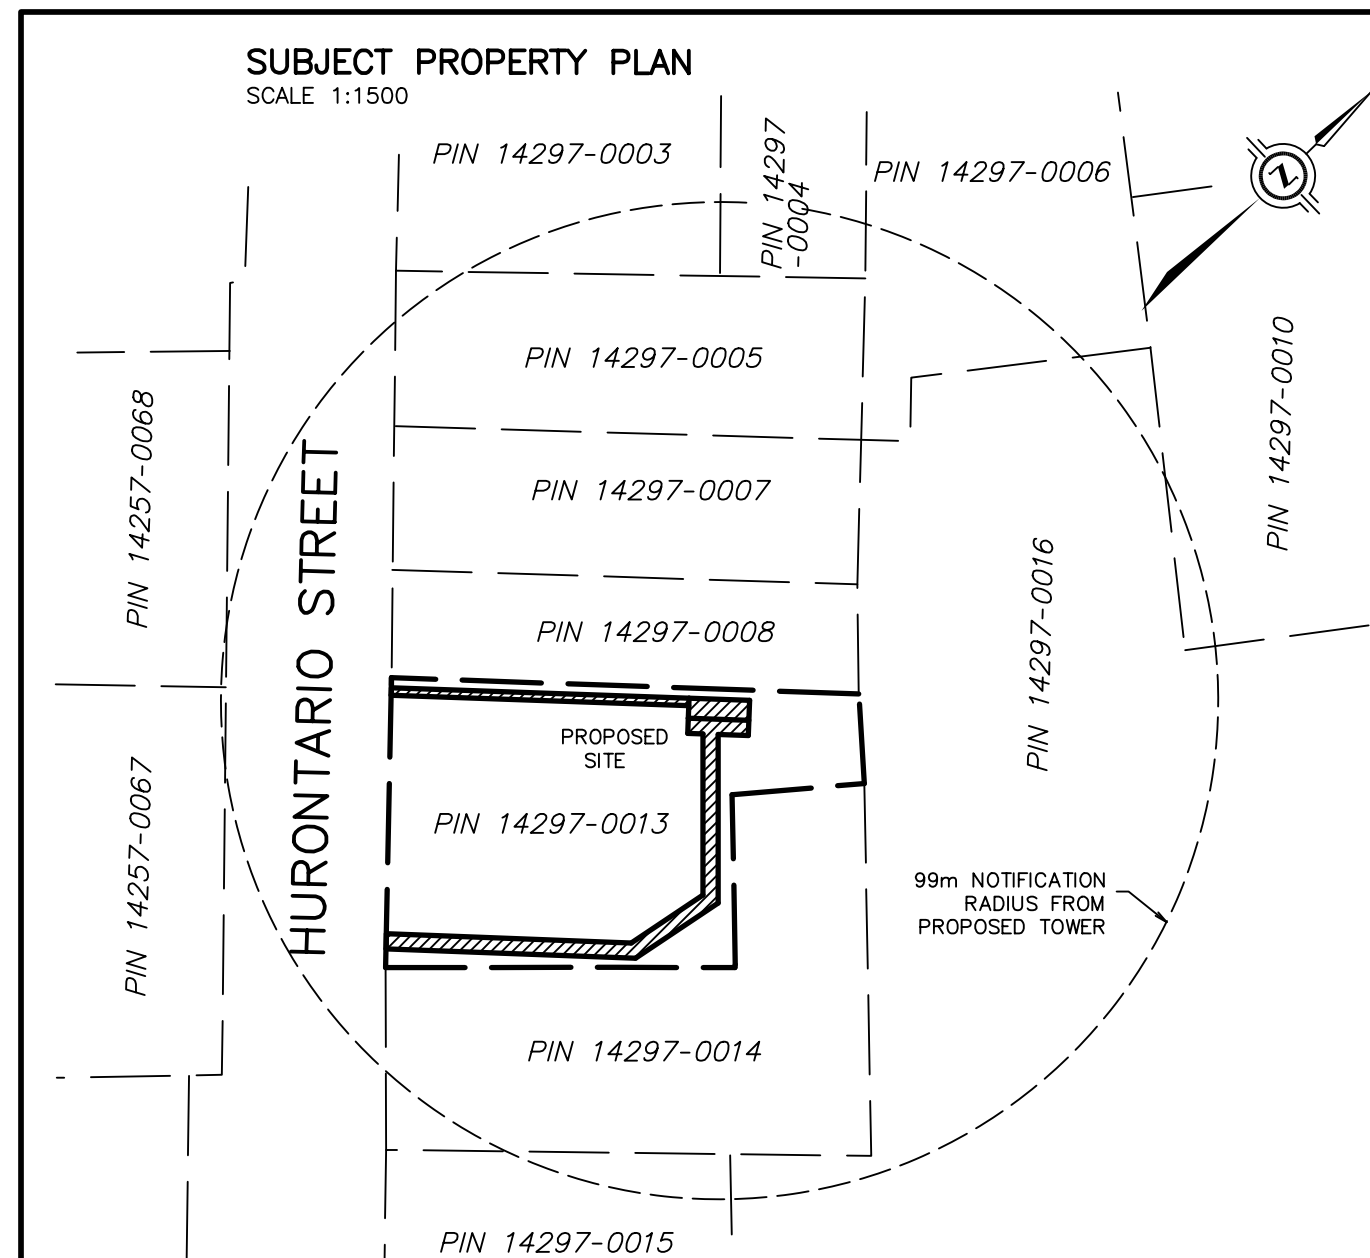 SUBJECT PROPERTY PLAN
SCALE 1:1500
PIN 14297-0003
PIN 14297
-0004
PIN 14297-0006
N
PIN 14297-0005
PIN 14297-0010
PIN 14257-0068
HURONTARIO STREET
PIN 14297-0007
PIN 14297-0016
PIN 14297-0008
PROPOSED
SITE
PIN 14257-0067
PIN 14297-0013
99m NOTIFICATION
RADIUS FROM
PROPOSED TOWER
PIN 14297-0014
PIN 14297-0015